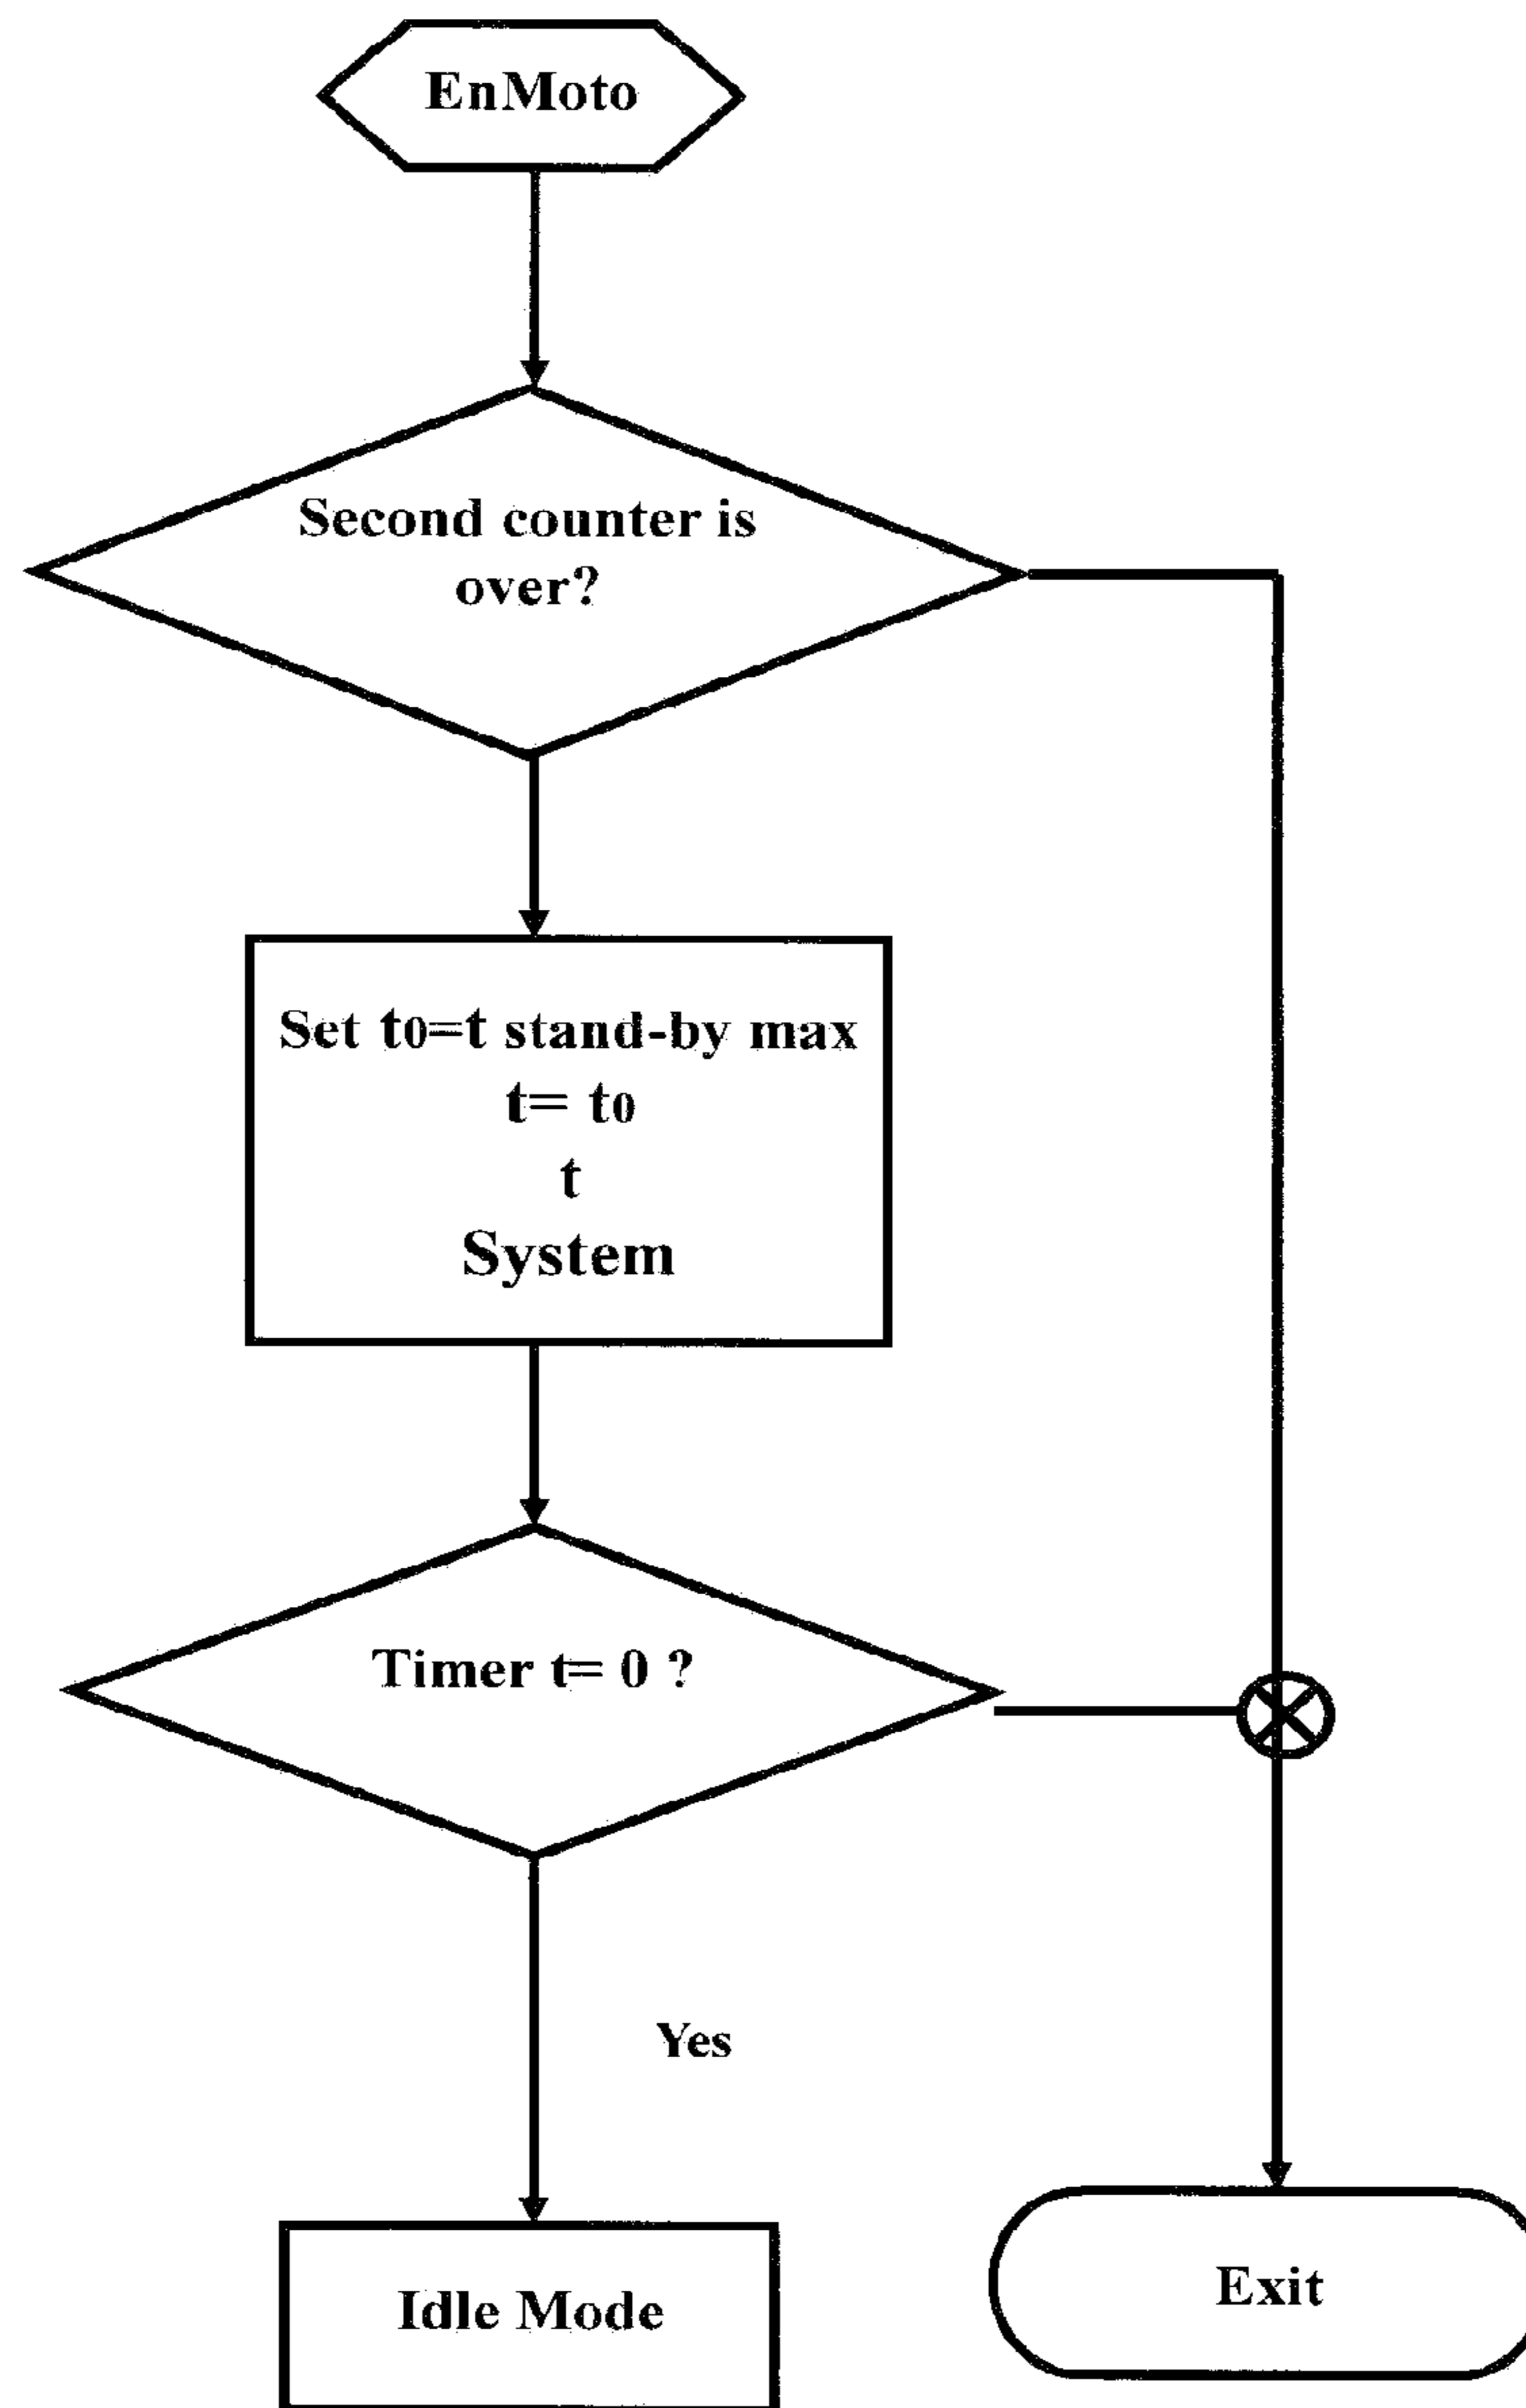 EnMoto
Second counter is
over?
Set t0=t stand-by max
t= t0
t
System
Timer t= 0 ?
Yes
Idle Mode
Exit